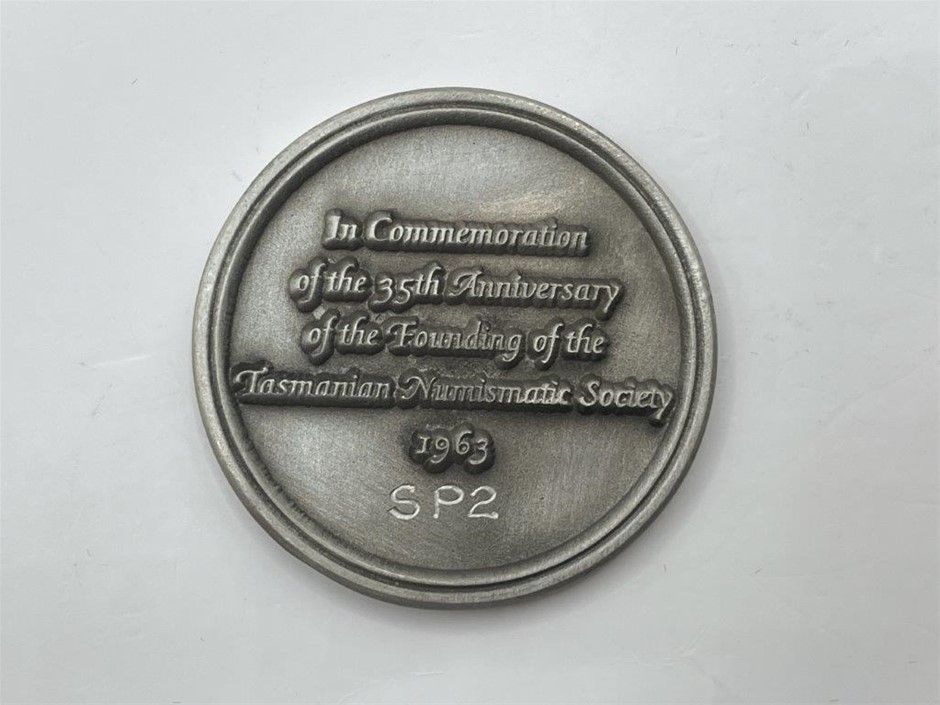 In Commemoration
of the 35th Anniversary
of the Founding of the
Tasmanian Numismatic Society
1963
SP2